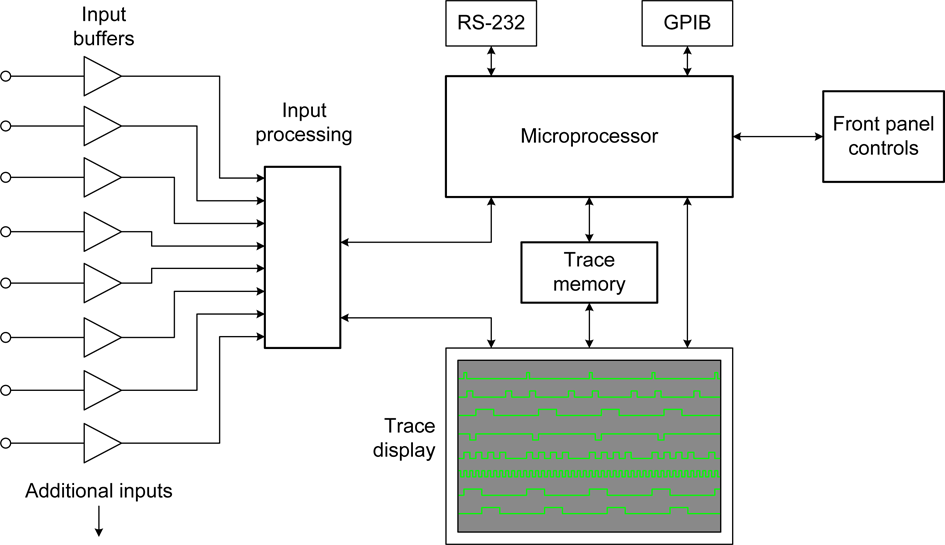 Input
buffers
RS-232
GPIB
Input
processing
Microprocessor
Front panel
controls
Trace
memory
Trace
display
Additional inputs